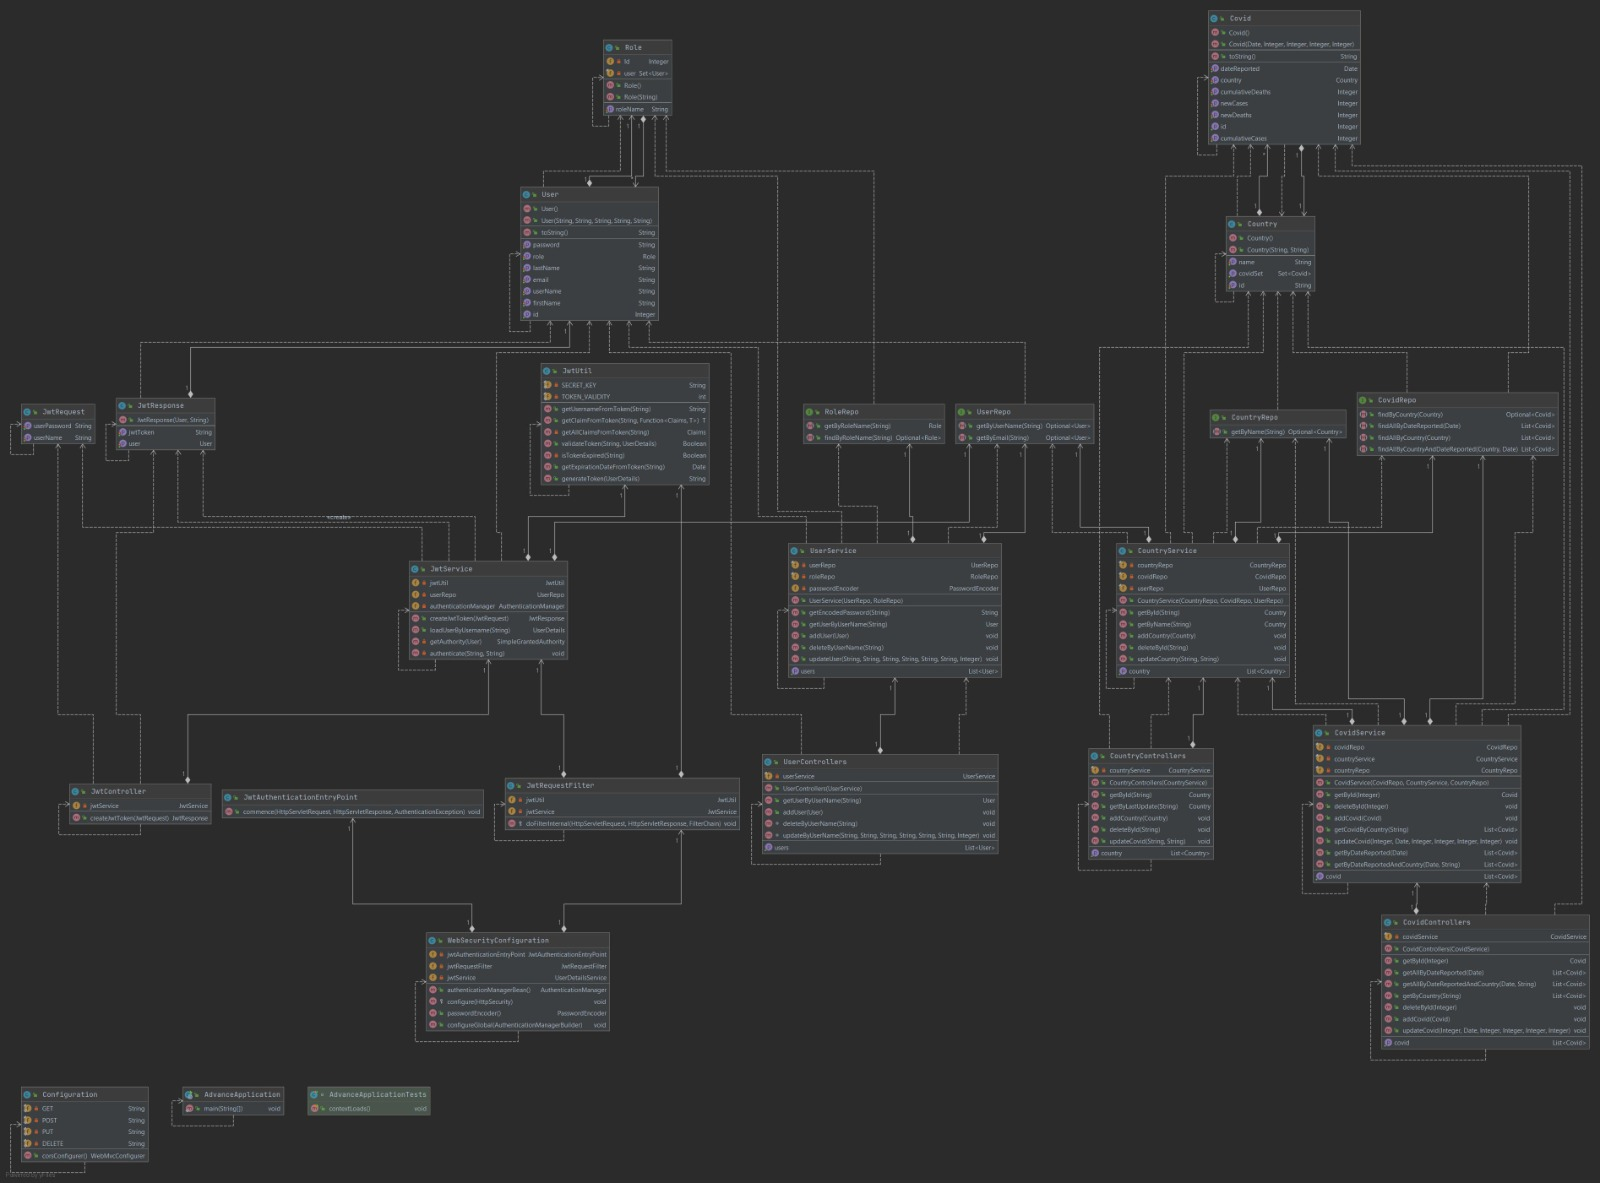 Covid
Covid()
Covid(Date, Integer, Integer, Integer, Integer)
toString() String
dateReported Date
country Country
cumulativeDeaths Integer
newCases Integer
newDeaths Integer
id Integer
cumulativeCases Integer
Role
id Integer
user Set<User>
Role()
Role(String)
roleName String
User
User()
User(String, String, String, String, String)
toString() String
password String
role Role
lastName String
email String
userName String
firstName String
id Integer
Country
Country()
Country(String, String)
name String
covidSet Set<Covid>
id String
JwtUtil
SECRET_KEY String
TOKEN_VALIDITY int
getUsernameFromToken(String) String
getClaimFromToken(String, Function<Claims, T>) T
getAllClaimsFromToken(String) Claims
validateToken(String, UserDetails) Boolean
isTokenExpired(String) Boolean
getExpirationDateFromToken(String) Date
generateToken(UserDetails) String
JwtRequest
userPassword String
userName String
JwtResponse
JwtResponse(User, String)
jwtToken String
user User
RoleRepo
getByRoleName(String) Role
findByRoleName(String) Optional<Role>
UserRepo
getByUserName(String) Optional<User>
getByEmail(String) Optional<User>
CountryRepo
getByName(String) Optional<Country>
CovidRepo
findByCountry(Country) Optional<Covid>
findAllByDateReported(Date) List<Covid>
findAllByCountry(Country) List<Covid>
findAllByCountryAndDateReported(Country, Date) List<Covid>
«create»
JwtService
jwtUtil JwtUtil
userRepo UserRepo
authenticationManager AuthenticationManager
createJwtToken(JwtRequest) JwtResponse
loadUserByUsername(String) UserDetails
getAuthority(User) SimpleGrantedAuthority
authenticate(String, String) void
UserService
userRepo UserRepo
roleRepo RoleRepo
passwordEncoder PasswordEncoder
UserService(UserRepo, RoleRepo)
getEncodedPassword(String) String
getUserByUserName(String) User
addUser(User) void
deleteByUserName(String) void
updateUser(String, String, String, String, String, String, Integer) void
users List<User>
CountryService
countryRepo CountryRepo
covidRepo CovidRepo
userRepo UserRepo
CountryService(CountryRepo, CovidRepo, UserRepo)
getById(String) Country
getByName(String) Country
addCountry(Country) void
deleteById(String) void
updateCountry(String, String) void
country List<Country>
CovidService
covidRepo CovidRepo
countryService CountryService
countryRepo CountryRepo
CovidService(CovidRepo, CountryService, CountryRepo)
getById(Integer) Covid
deleteById(Integer) void
addCovid(Covid) void
getCovidByCountry(String) List<Covid>
updateCovid(Integer, Date, Integer, Integer, Integer, Integer) void
getByDateReported(Date) List<Covid>
getByDateReportedAndCountry(Date, String) List<Covid>
covid List<Covid>
UserControllers
userService UserService
UserControllers(UserService)
getUserByUserName(String) User
addUser(User) void
deleteByUserName(String) void
updateByUserName(String, String, String, String, String, String, Integer) void
users List<User>
CountryControllers
countryService CountryService
CountryControllers(CountryService)
getById(String) Country
getByLastUpdate(String) Country
addCountry(Country) void
deleteById(String) void
updateCovid(String, String) void
country List<Country>
JwtController
jwtService JwtService
createJwtToken(JwtRequest) JwtResponse
JwtAuthenticationEntryPoint
commence(HttpServletRequest, HttpServletResponse, AuthenticationException) void
JwtRequestFilter
jwtUtil JwtUtil
jwtService JwtService
doFilterInternal(HttpServletRequest, HttpServletResponse, FilterChain) void
CovidControllers
covidService CovidService
CovidControllers(CovidService)
getById(Integer) Covid
getAllByDateReported(Date) List<Covid>
getAllByDateReportedAndCountry(Date, String) List<Covid>
getByCountry(String) List<Covid>
deleteById(Integer) void
addCovid(Covid) void
updateCovid(Integer, Date, Integer, Integer, Integer, Integer) void
covid List<Covid>
WebSecurityConfiguration
jwtAuthenticationEntryPoint JwtAuthenticationEntryPoint
jwtRequestFilter JwtRequestFilter
jwtService UserDetailsService
authenticationManagerBean() AuthenticationManager
configure(HttpSecurity) void
passwordEncoder() PasswordEncoder
configureGlobal(AuthenticationManagerBuilder) void
Configuration
GET String
POST String
PUT String
DELETE String
corsConfigurer() WebMvcConfigurer
AdvanceApplication
main(String[]) void
AdvanceApplicationTests
contextLoads() void